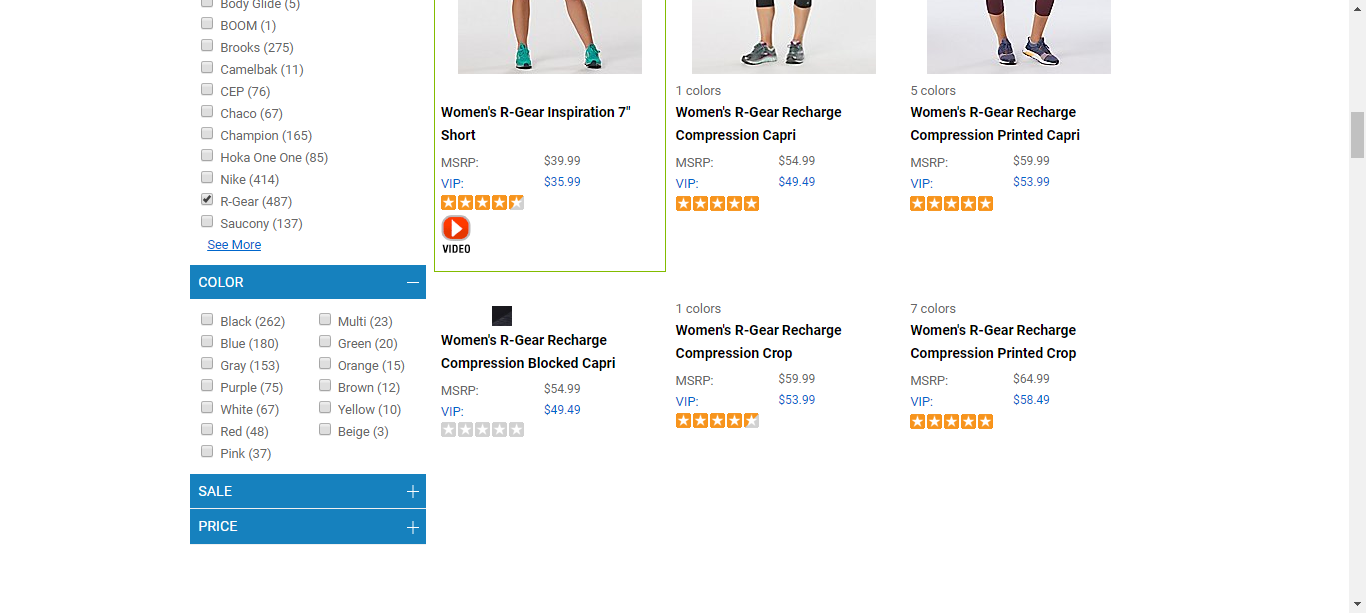 Body Glide (5)
BOOM (1)
Brooks (275)
Camelbak (11)
CEP (76)
Chaco (67)
Champion (165)
Hoka One One (85)
Nike (414)
R-Gear (487)
Saucony (137)
See More
COLOR
Black (262)
Blue (180)
Gray (153)
Purple (75)
White (67)
Red (48)
Pink (37)
Multi (23)
Green (20)
Orange (15)
Brown (12)
Yellow (10)
Beige (3)
SALE
PRICE
Women's R-Gear Inspiration 7"
Short
MSRP: $39.99
VIP: $35.99
VIDEO
1 colors
Women's R-Gear Recharge
Compression Capri
MSRP: $54.99
VIP: $49.49
5 colors
Women's R-Gear Recharge
Compression Printed Capri
MSRP: $59.99
VIP: $53.99
Women's R-Gear Recharge
Compression Blocked Capri
MSRP: $54.99
VIP: $49.49
1 colors
Women's R-Gear Recharge
Compression Crop
MSRP: $59.99
VIP: $53.99
7 colors
Women's R-Gear Recharge
Compression Printed Crop
MSRP: $64.99
VIP: $58.49